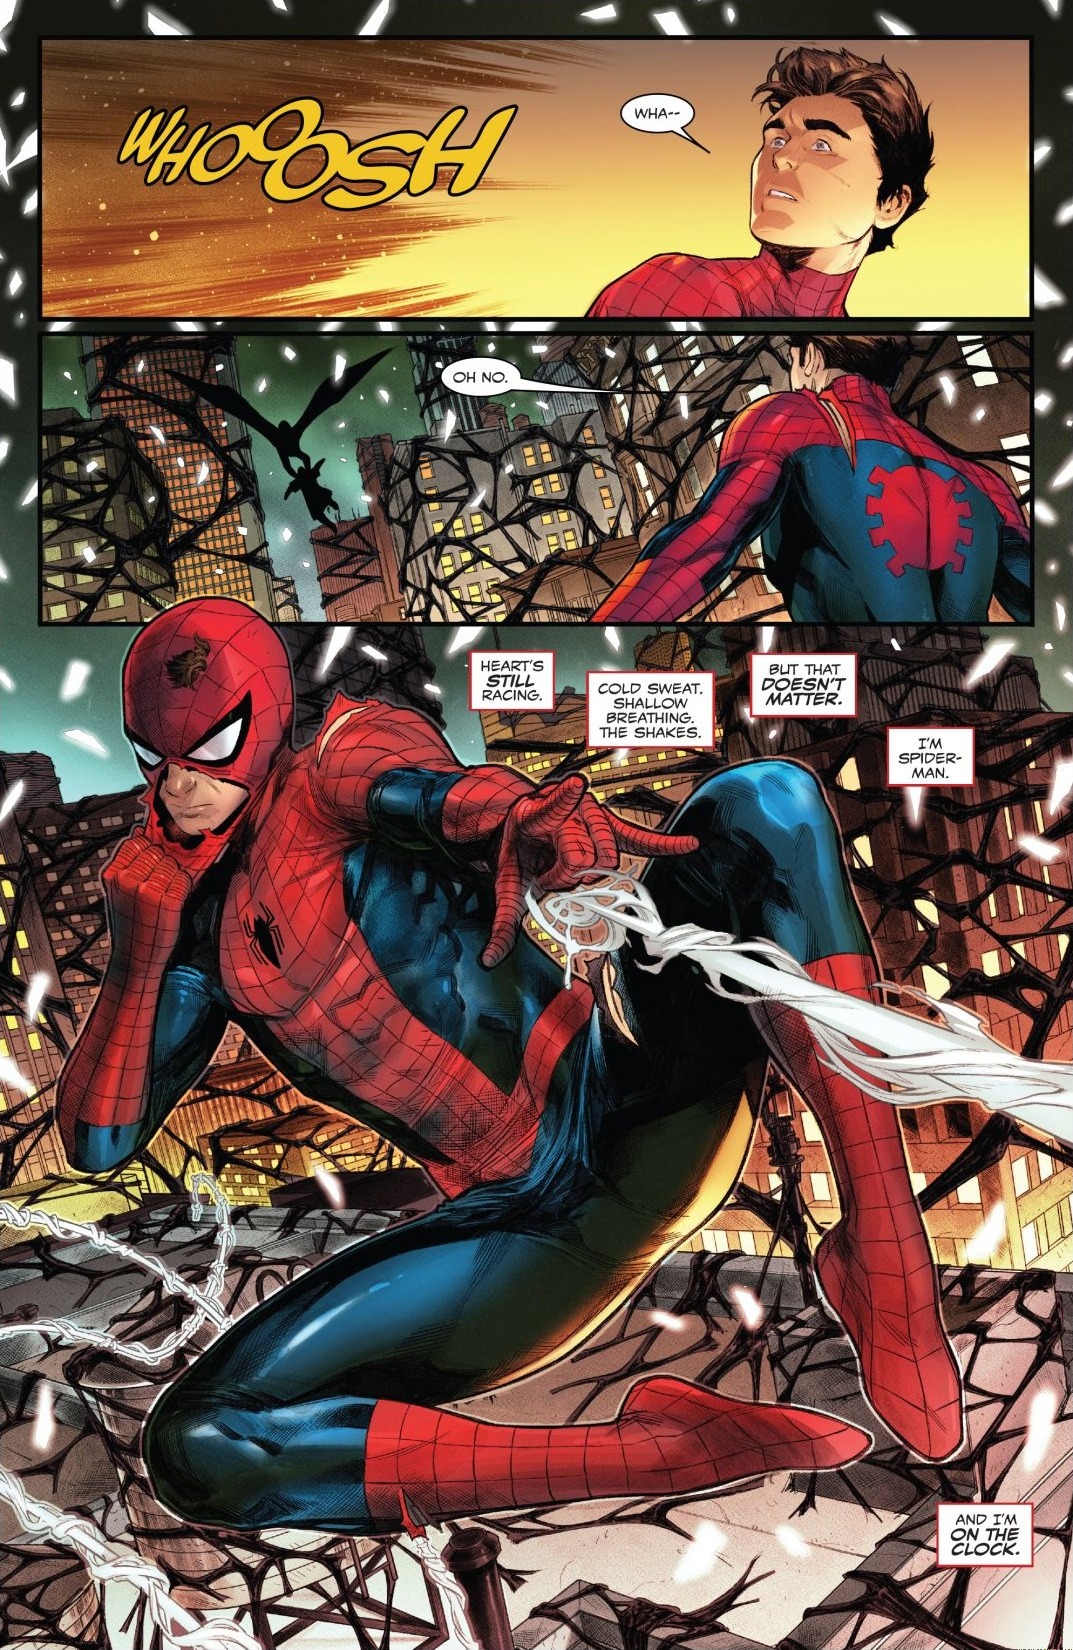 WHOOOSH
WHA--
OH NO.
HEART'S
STILL
RACING.
COLD SWEAT.
SHALLOW
BREATHING.
THE SHAKES.
BUT THAT
DOESN'T
MATTER.
I'M
SPIDER-
MAN.
AND I'M
ON THE
CLOCK.